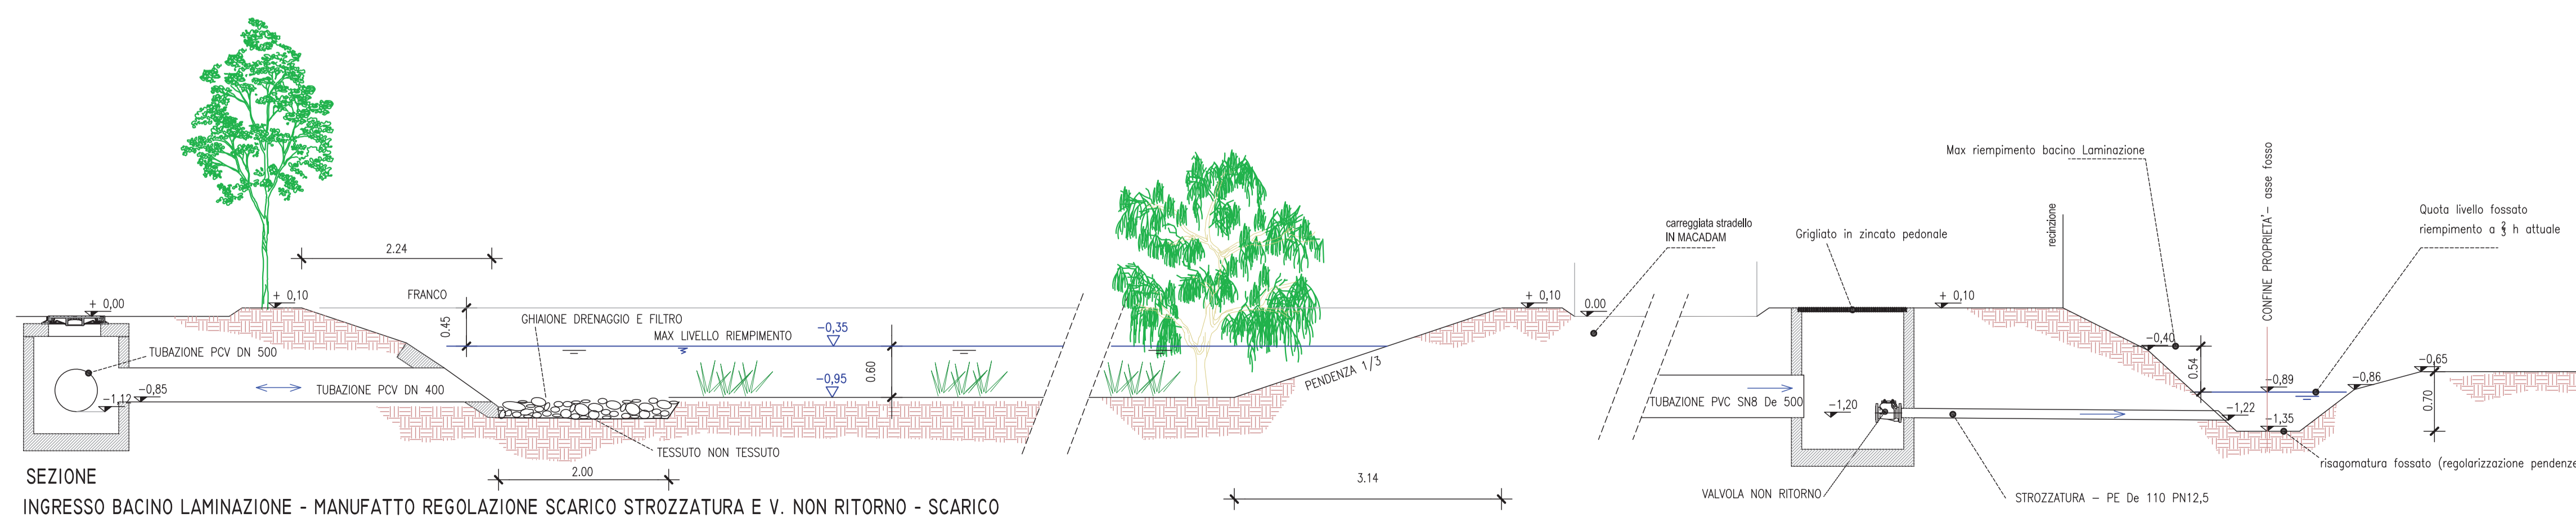 2.24
+ 0,00
+ 0,10
FRANCO
0.45
GHIAIONE DRENAGGIO E FILTRO
MAX LIVELLO RIEMPIMENTO
-0,35
-0,95
0.60
TUBAZIONE PCV DN 500
-0,85
-1,12
TUBAZIONE PCV DN 400
TESSUTO NON TESSUTO
2.00
PENDENZA 1/3
3.14
+ 0,10
0.00
carreggiata stradello
IN MACADAM
Grigliato in zincato pedonale
+ 0,10
TUBAZIONE PVC SN8 De 500
-1,20
VALVOLA NON RITORNO
STROZZATURA - PE De 110 PN12,5
recinzione
Max riempimento bacino Laminazione
-0,40
0.54
CONFINE PROPRIETA'- asse fosso
-0,89
-1,22
-1,35
-0,86
-0,65
0.70
Quota livello fossato
riempimento a 2/3 h attuale
risagomatura fossato (regolarizzazione pendenze
SEZIONE
INGRESSO BACINO LAMINAZIONE - MANUFATTO REGOLAZIONE SCARICO STROZZATURA E V. NON RITORNO - SCARICO